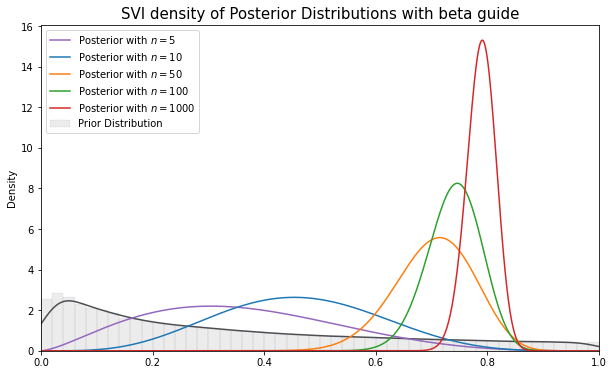 SVI density of Posterior Distributions with beta guide
16
14
12
10
8
6
4
2
0
Density
Posterior with n = 5
Posterior with n = 10
Posterior with n = 50
Posterior with n = 100
Posterior with n = 1000
Prior Distribution
0.0 0.2 0.4 0.6 0.8 1.0